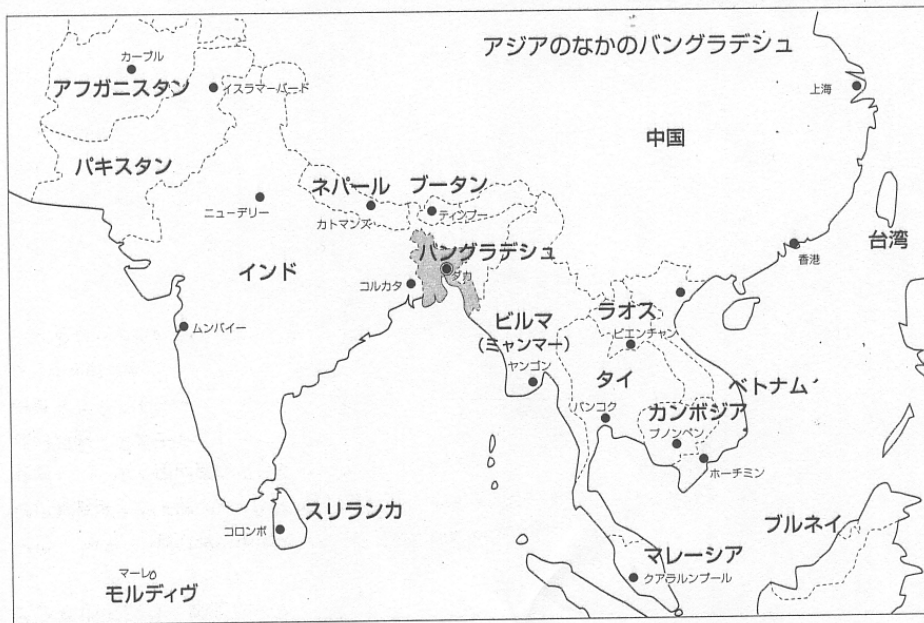 アジアのなかのバングラデシュ
カーブル
アフガニスタン
イスラマーバード
上海
中国
パキスタン
ネパール
ブータン
ニューデリー
カトマンズ
ティンプー
台湾
香港
バングラデシュ
ダカ
インド
コルカタ
ラオス
ビエンチャン
ムンバイー
ビルマ
(ミャンマー)
ヤンゴン
タイ
ベトナム
バンコク
カンボジア
プノンペン
ホーチミン
スリランカ
コロンボ
ブルネイ
マレーシア
クアラルンプール
マーレ
モルディヴ